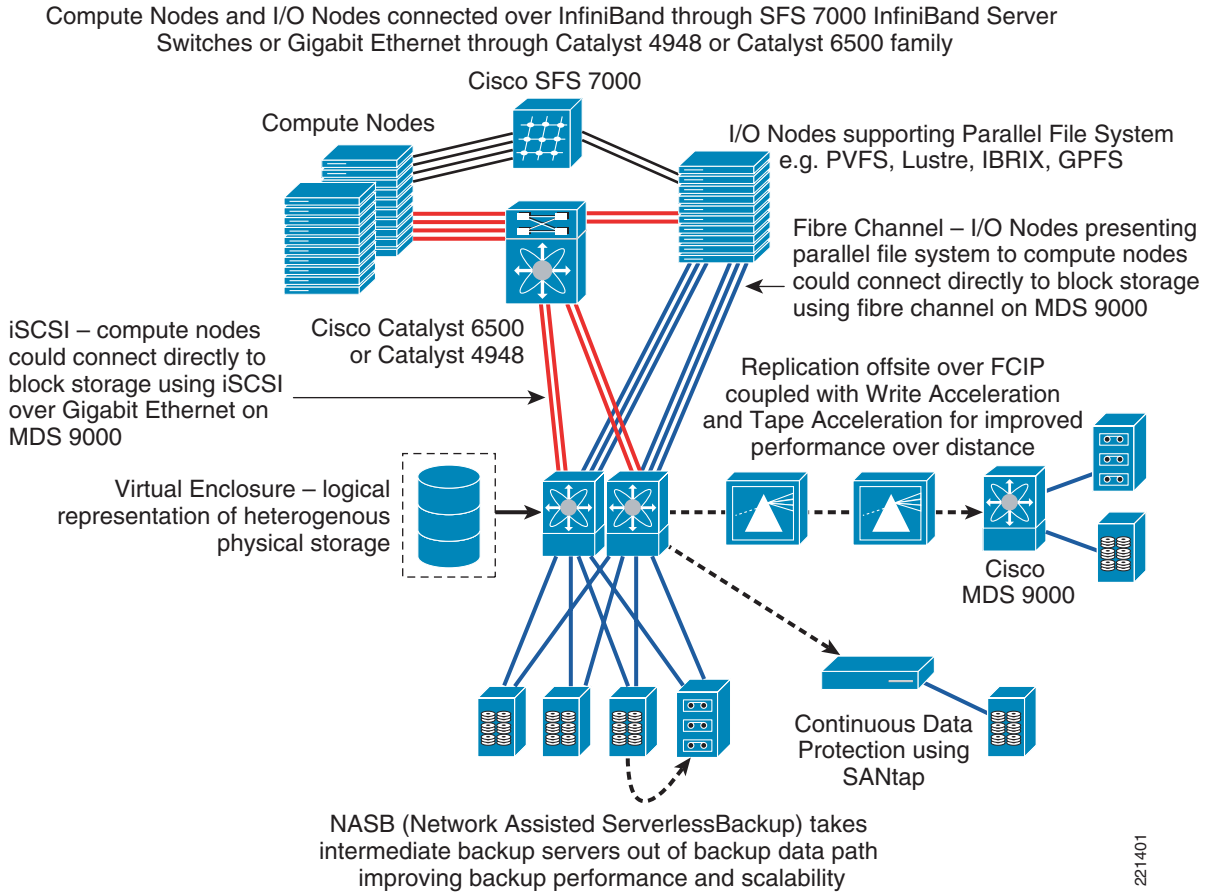 Compute Nodes and I/O Nodes connected over InfiniBand through SFS 7000 InfiniBand Server
Switches or Gigabit Ethernet through Catalyst 4948 or Catalyst 6500 family
Cisco SFS 7000
Compute Nodes
I/O Nodes supporting Parallel File System
e.g. PVFS, Lustre, IBRIX, GPFS
Fibre Channel – I/O Nodes presenting
parallel file system to compute nodes
could connect directly to block storage
using fibre channel on MDS 9000
Cisco Catalyst 6500
or Catalyst 4948
iSCSI – compute nodes
could connect directly to
block storage using iSCSI
over Gigabit Ethernet on
MDS 9000
Replication offsite over FCIP
coupled with Write Acceleration
and Tape Acceleration for improved
performance over distance
Virtual Enclosure – logical
representation of heterogenous
physical storage
Cisco
MDS 9000
Continuous Data
Protection using
SANtap
NASB (Network Assisted ServerlessBackup) takes
intermediate backup servers out of backup data path
improving backup performance and scalability
221401